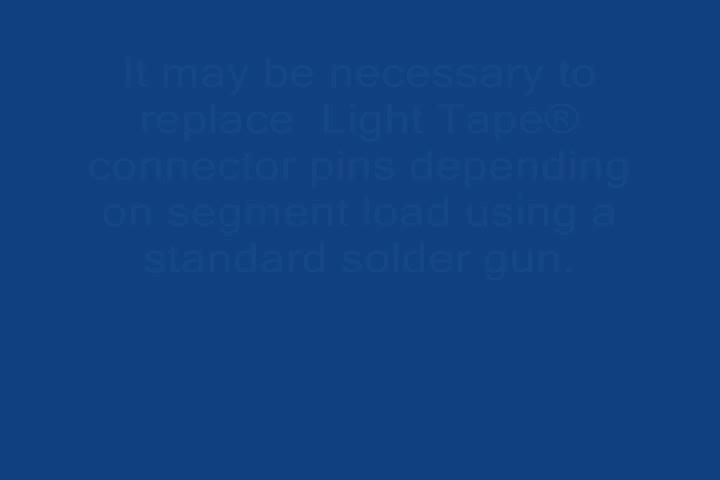 It may be necessary to
replace  Light Tape®
connector pins depending
on segment load using a
standard solder gun.